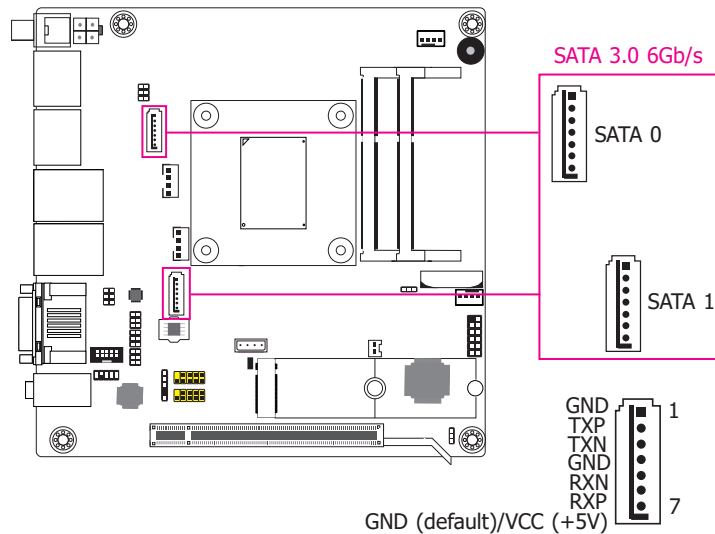 SATA 3.0 6Gb/s
SATA 0
SATA 1
GND
1
TXP
TXN
GND
RXN
RXP
7
GND (default)/VCC (+5V)